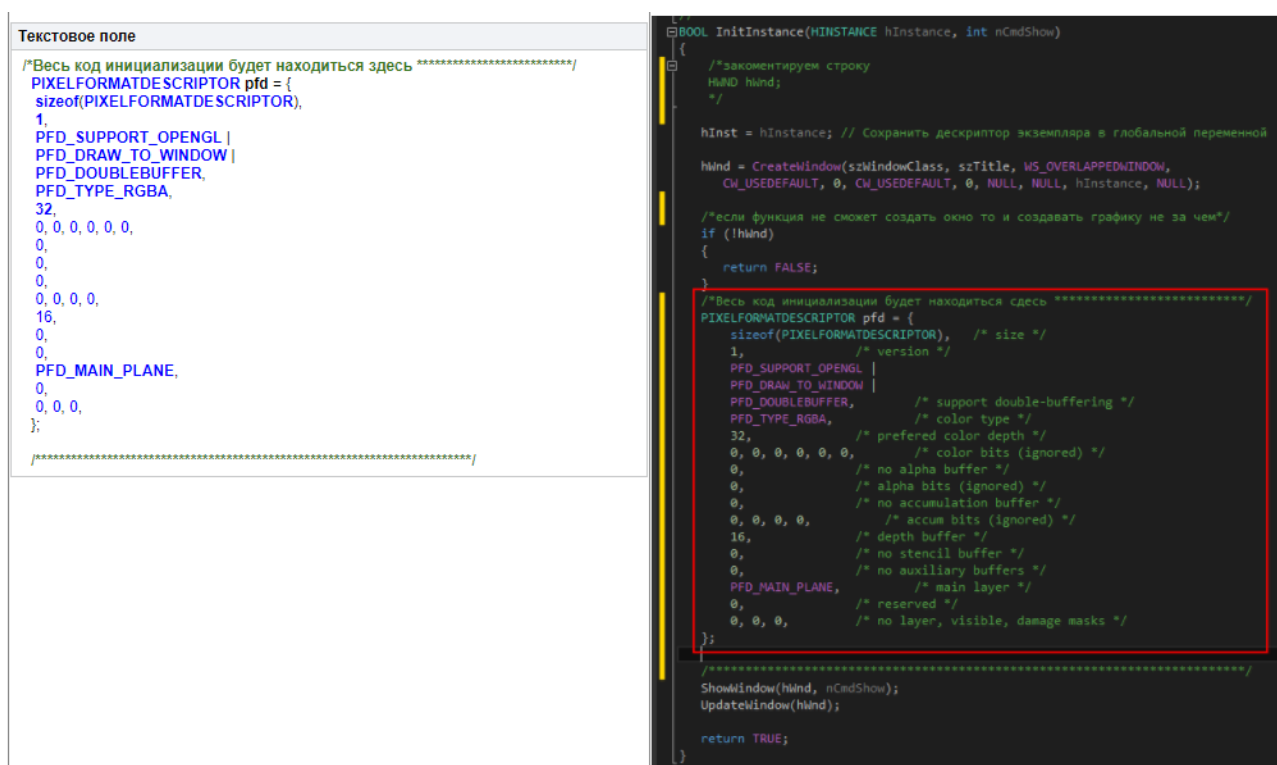 Текстовое поле
/*Весь код инициализации будет находиться здесь **************************/
PIXELFORMATDESCRIPTOR pfd = {
sizeof(PIXELFORMATDESCRIPTOR),
1,
PFD_SUPPORT_OPENGL |
PFD_DRAW_TO_WINDOW |
PFD_DOUBLEBUFFER,
PFD_TYPE_RGBA,
32,
0, 0, 0, 0, 0, 0,
0,
0,
0,
0, 0, 0, 0,
16,
0,
0,
PFD_MAIN_PLANE,
0,
0, 0, 0,
};
/*************************************************************************/
//
BOOL InitInstance(HINSTANCE hInstance, int nCmdShow)
{
/*закоментируем строку
HWND hWnd;
*/
hInst = hInstance; // Сохранить дескриптор экземпляра в глобальной переменной
hWnd = CreateWindow(szWindowClass, szTitle, WS_OVERLAPPEDWINDOW,
CW_USEDEFAULT, 0, CW_USEDEFAULT, 0, NULL, NULL, hInstance, NULL);
/*если функция не сможет создать окно то и создавать графику не за чем*/
if (!hWnd)
{
return FALSE;
}
/*Весь код инициализации будет находиться сдесь **************************/
PIXELFORMATDESCRIPTOR pfd = {
sizeof(PIXELFORMATDESCRIPTOR), /* size */
1, /* version */
PFD_SUPPORT_OPENGL |
PFD_DRAW_TO_WINDOW |
PFD_DOUBLEBUFFER, /* support double-buffering */
PFD_TYPE_RGBA, /* color type */
32, /* prefered color depth */
0, 0, 0, 0, 0, 0, /* color bits (ignored) */
0, /* no alpha buffer */
0, /* alpha bits (ignored) */
0, /* no accumulation buffer */
0, 0, 0, 0, /* accum bits (ignored) */
16, /* depth buffer */
0, /* no stencil buffer */
0, /* no auxiliary buffers */
PFD_MAIN_PLANE, /* main layer */
0, /* reserved */
0, 0, 0, /* no layer, visible, damage masks */
};
/*************************************************************************/
ShowWindow(hWnd, nCmdShow);
UpdateWindow(hWnd);
return TRUE;
}